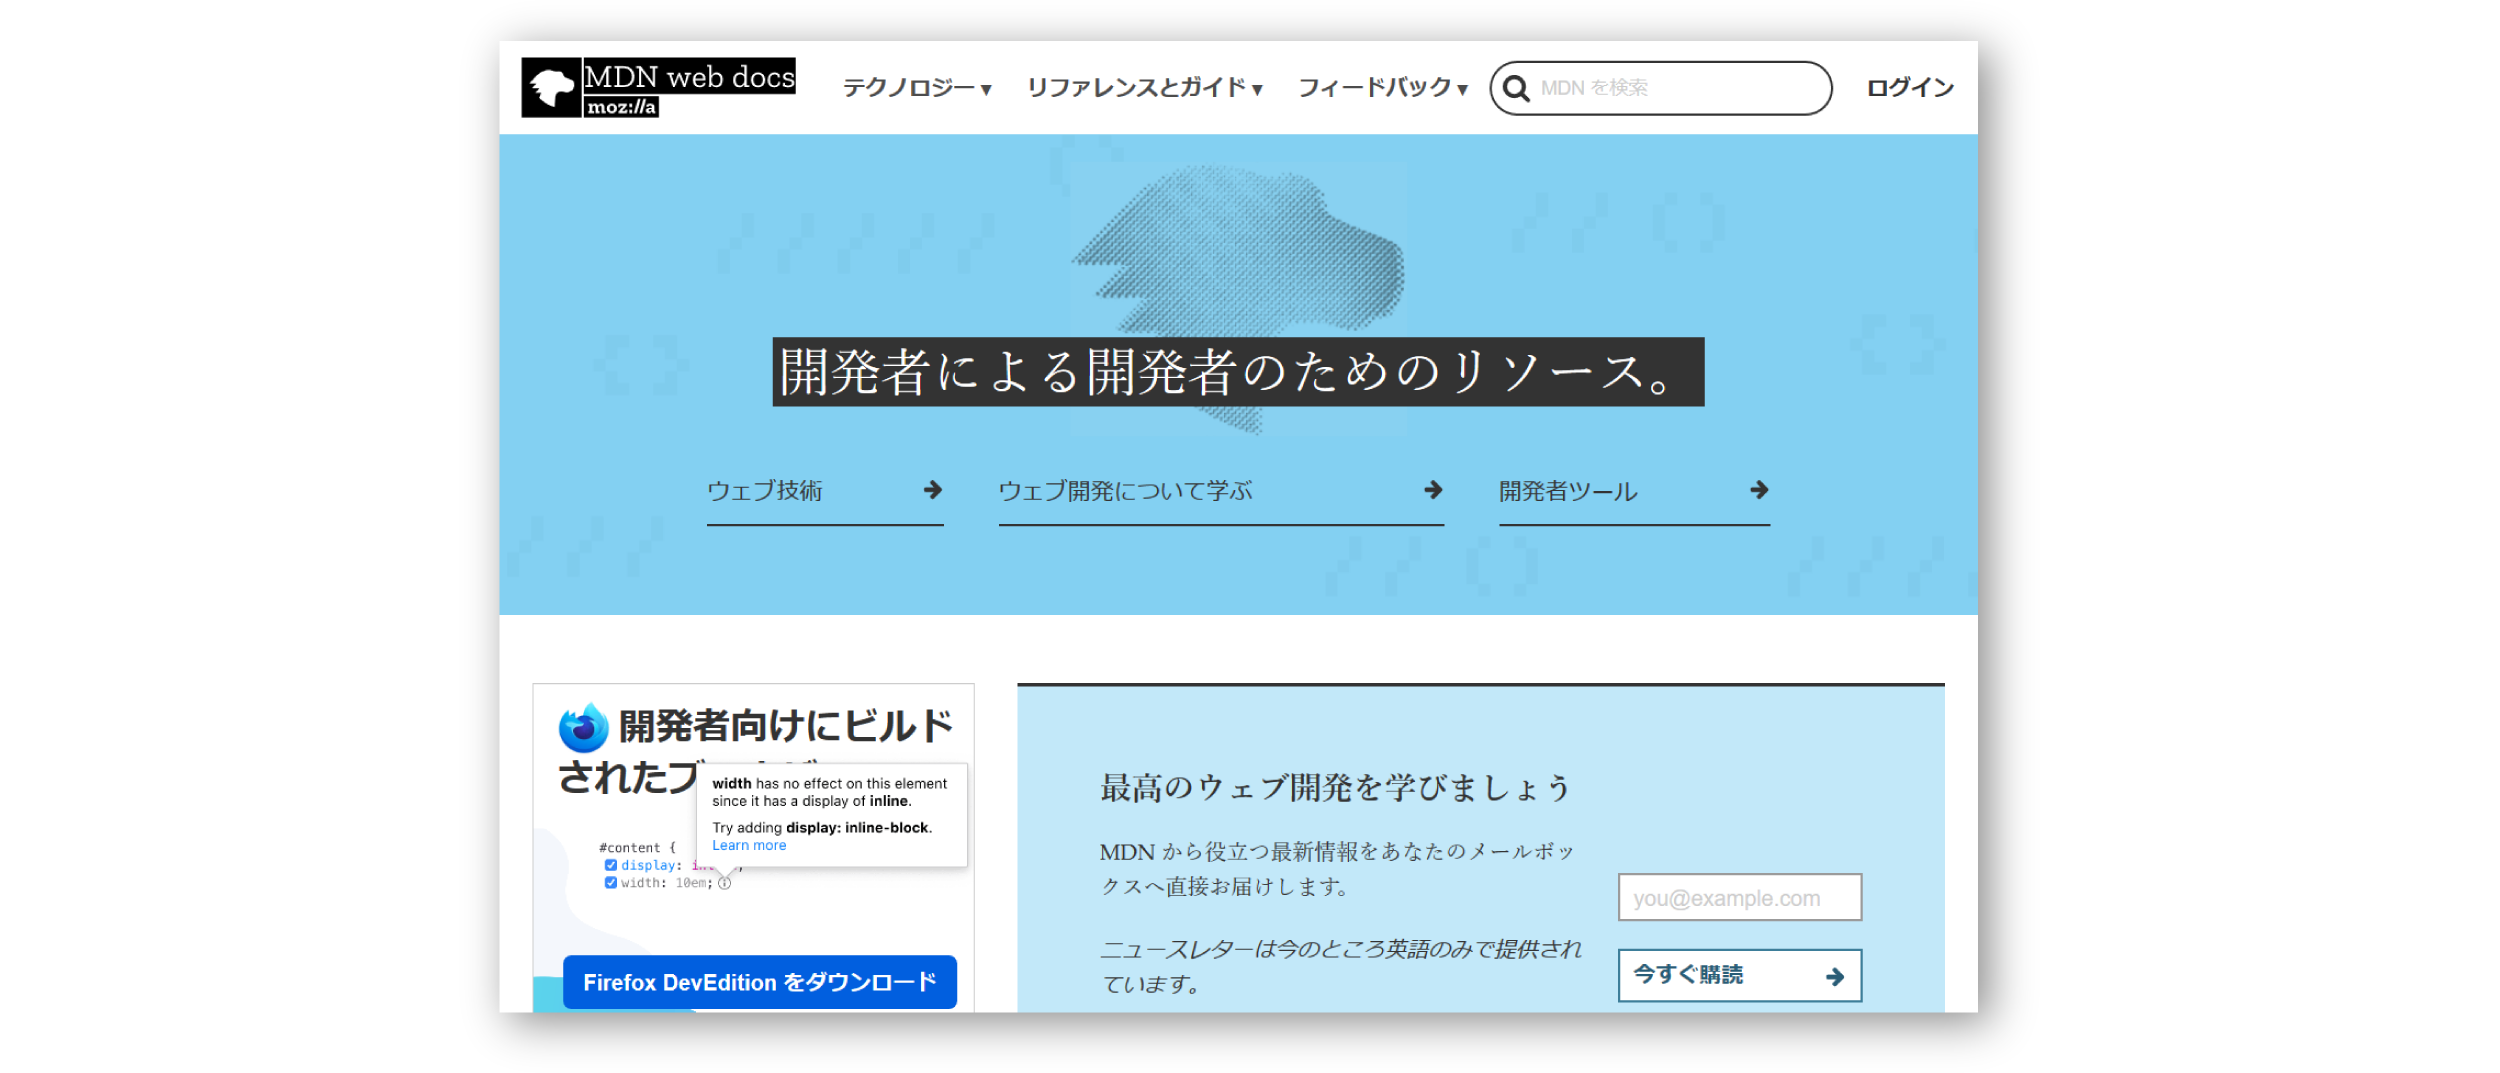 MDN web docs
moz://a
テクノロジー▼ リファレンスとガイド▼ フィードバック▼ MDN を検索 ログイン
開発者による開発者のためのリソース。
ウェブ技術 → ウェブ開発について学ぶ → 開発者ツール →
開発者向けにビルド
されたブ
width has no effect on this element
since it has a display of inline.
Try adding display: inline-block.
Learn more
#content {
display:
width: 10em;
Firefox DevEdition をダウンロード
最高のウェブ開発を学びましょう
MDN から役立つ最新情報をあなたのメールボッ
クスへ直接お届けします。
ニュースレターは今のところ英語のみで提供され
ています。
you@example.com
今すぐ購読 →